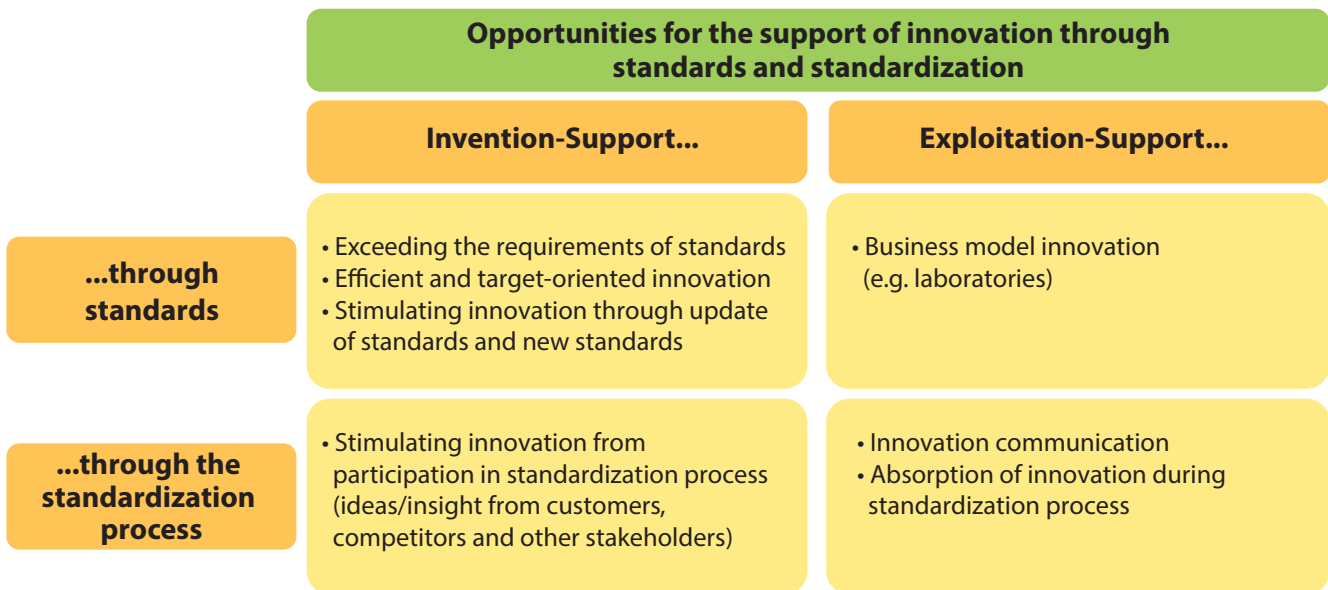 Opportunities for the support of innovation through
standards and standardization
Invention-Support...
Exploitation-Support...
...through
standards
• Exceeding the requirements of standards
• Efficient and target-oriented innovation
• Stimulating innovation through update
of standards and new standards
• Business model innovation
(e.g. laboratories)
...through the
standardization
process
• Stimulating innovation from
participation in standardization process
(ideas/insight from customers,
competitors and other stakeholders)
• Innovation communication
• Absorption of innovation during
standardization process